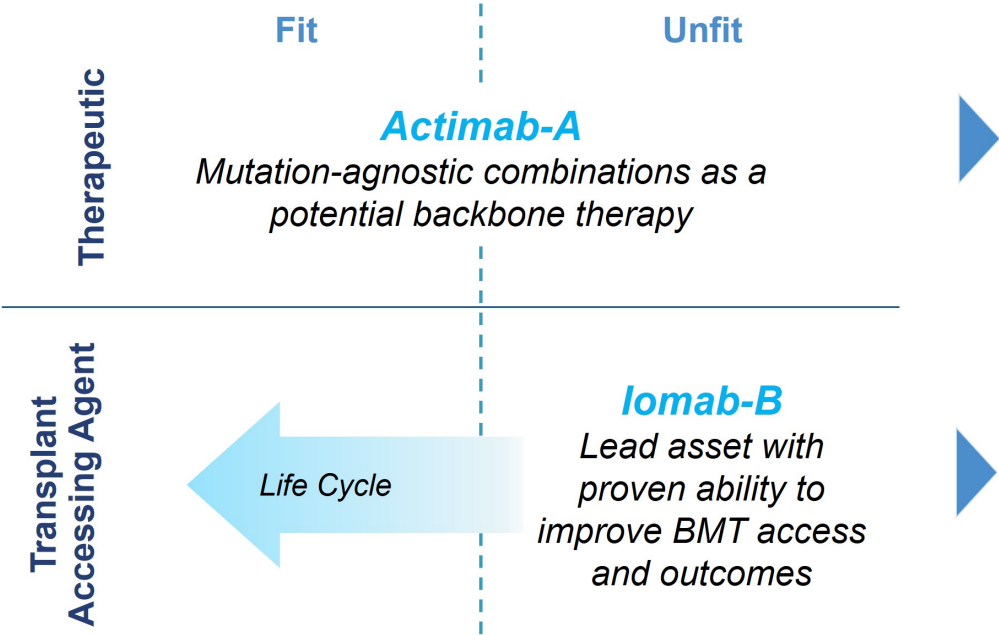 Fit
Unfit
Therapeutic
Actimab-A
Mutation-agnostic combinations as a
potential backbone therapy
Transplant
Accessing Agent
Life Cycle
Iomab-B
Lead asset with
proven ability to
improve BMT access
and outcomes